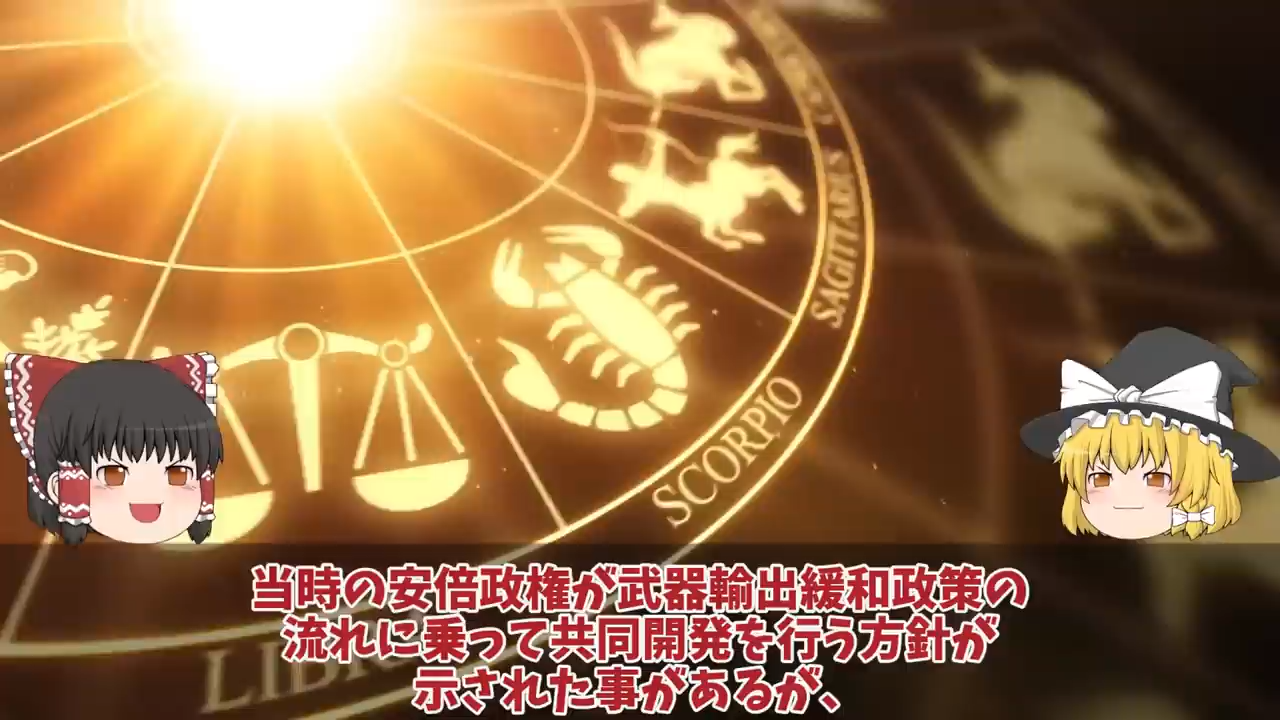 SAGITTARIUS
SCORPIO
LIBRA
当時の安倍政権が武器輸出緩和政策の
流れに乗って共同開発を行う方針が
示された事があるが、